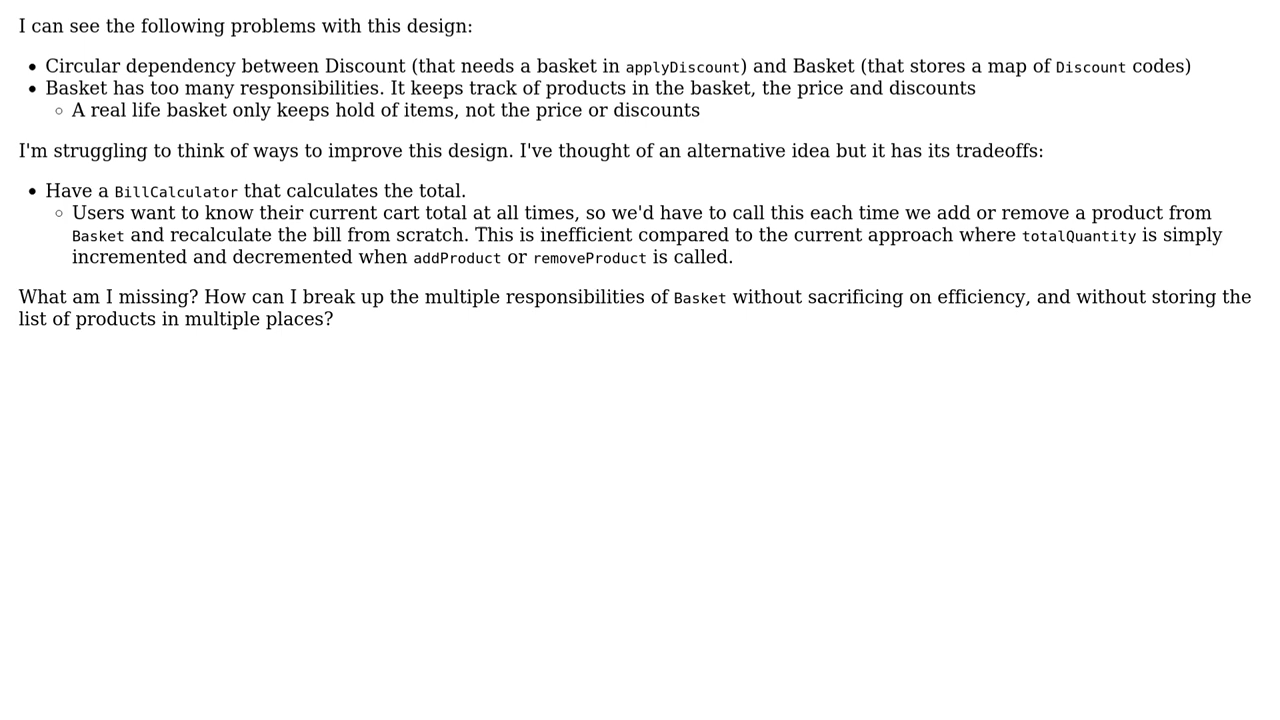 I can see the following problems with this design:
• Circular dependency between Discount (that needs a basket in applyDiscount) and Basket (that stores a map of Discount codes)
• Basket has too many responsibilities. It keeps track of products in the basket, the price and discounts
◦ A real life basket only keeps hold of items, not the price or discounts
I'm struggling to think of ways to improve this design. I've thought of an alternative idea but it has its tradeoffs:
• Have a BillCalculator that calculates the total.
◦ Users want to know their current cart total at all times, so we'd have to call this each time we add or remove a product from
Basket and recalculate the bill from scratch. This is inefficient compared to the current approach where totalQuantity is simply
incremented and decremented when addProduct or removeProduct is called.
What am I missing? How can I break up the multiple responsibilities of Basket without sacrificing on efficiency, and without storing the
list of products in multiple places?